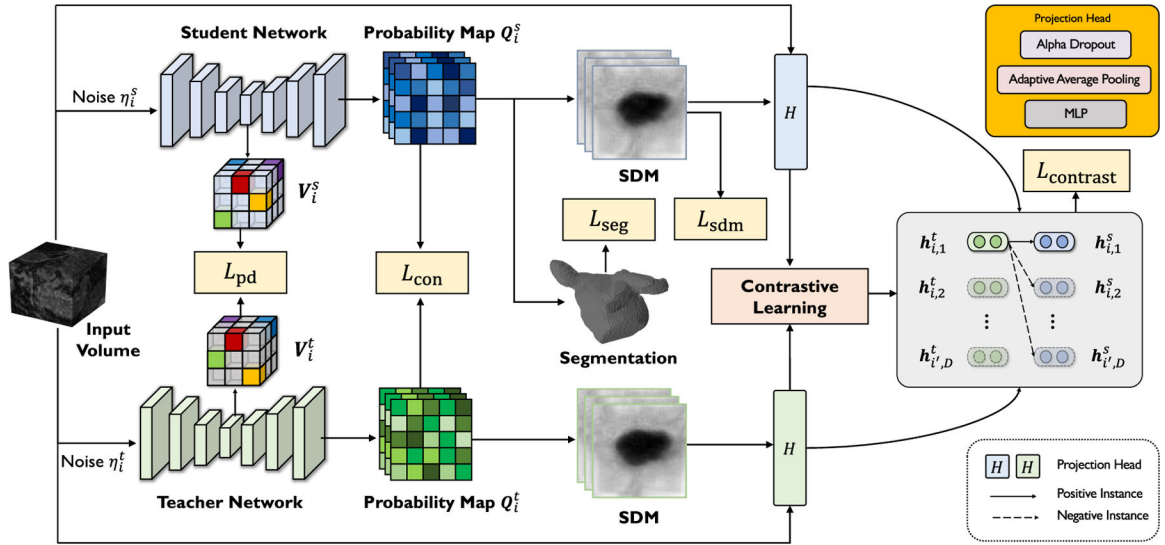 Student Network
Probability Map Q_i^s
Projection Head
Alpha Dropout
Adaptive Average Pooling
MLP
Noise η_i^s
H
V_i^s
SDM
L_contrast
L_seg
L_sdm
L_pd
L_con
Input
Volume
Contrastive
Learning
h_{i,1}^t
h_{i,1}^s
h_{i,2}^t
h_{i,2}^s
h_{i',D}^t
h_{i',D}^s
V_i^t
Segmentation
Noise η_i^t
H
Teacher Network
Probability Map Q_i^t
SDM
H H Projection Head
Positive Instance
Negative Instance